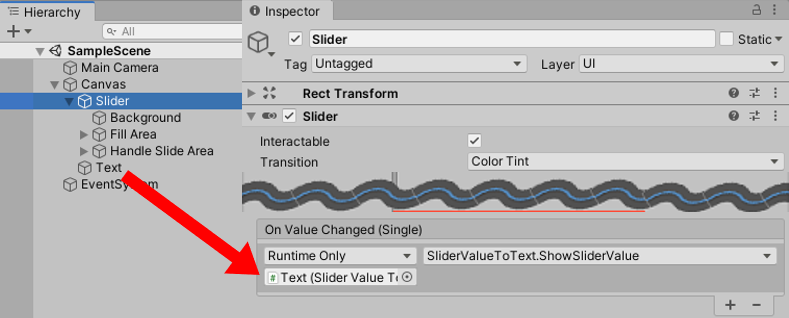 Hierarchy
All
SampleScene
Main Camera
Canvas
Slider
Background
Fill Area
Handle Slide Area
Text
EventSystem
Inspector
Slider
Static
Tag Untagged Layer UI
Rect Transform
Slider
Interactable
Transition Color Tint
On Value Changed (Single)
Runtime Only SliderValueToText.ShowSliderValue
# Text (Slider Value To